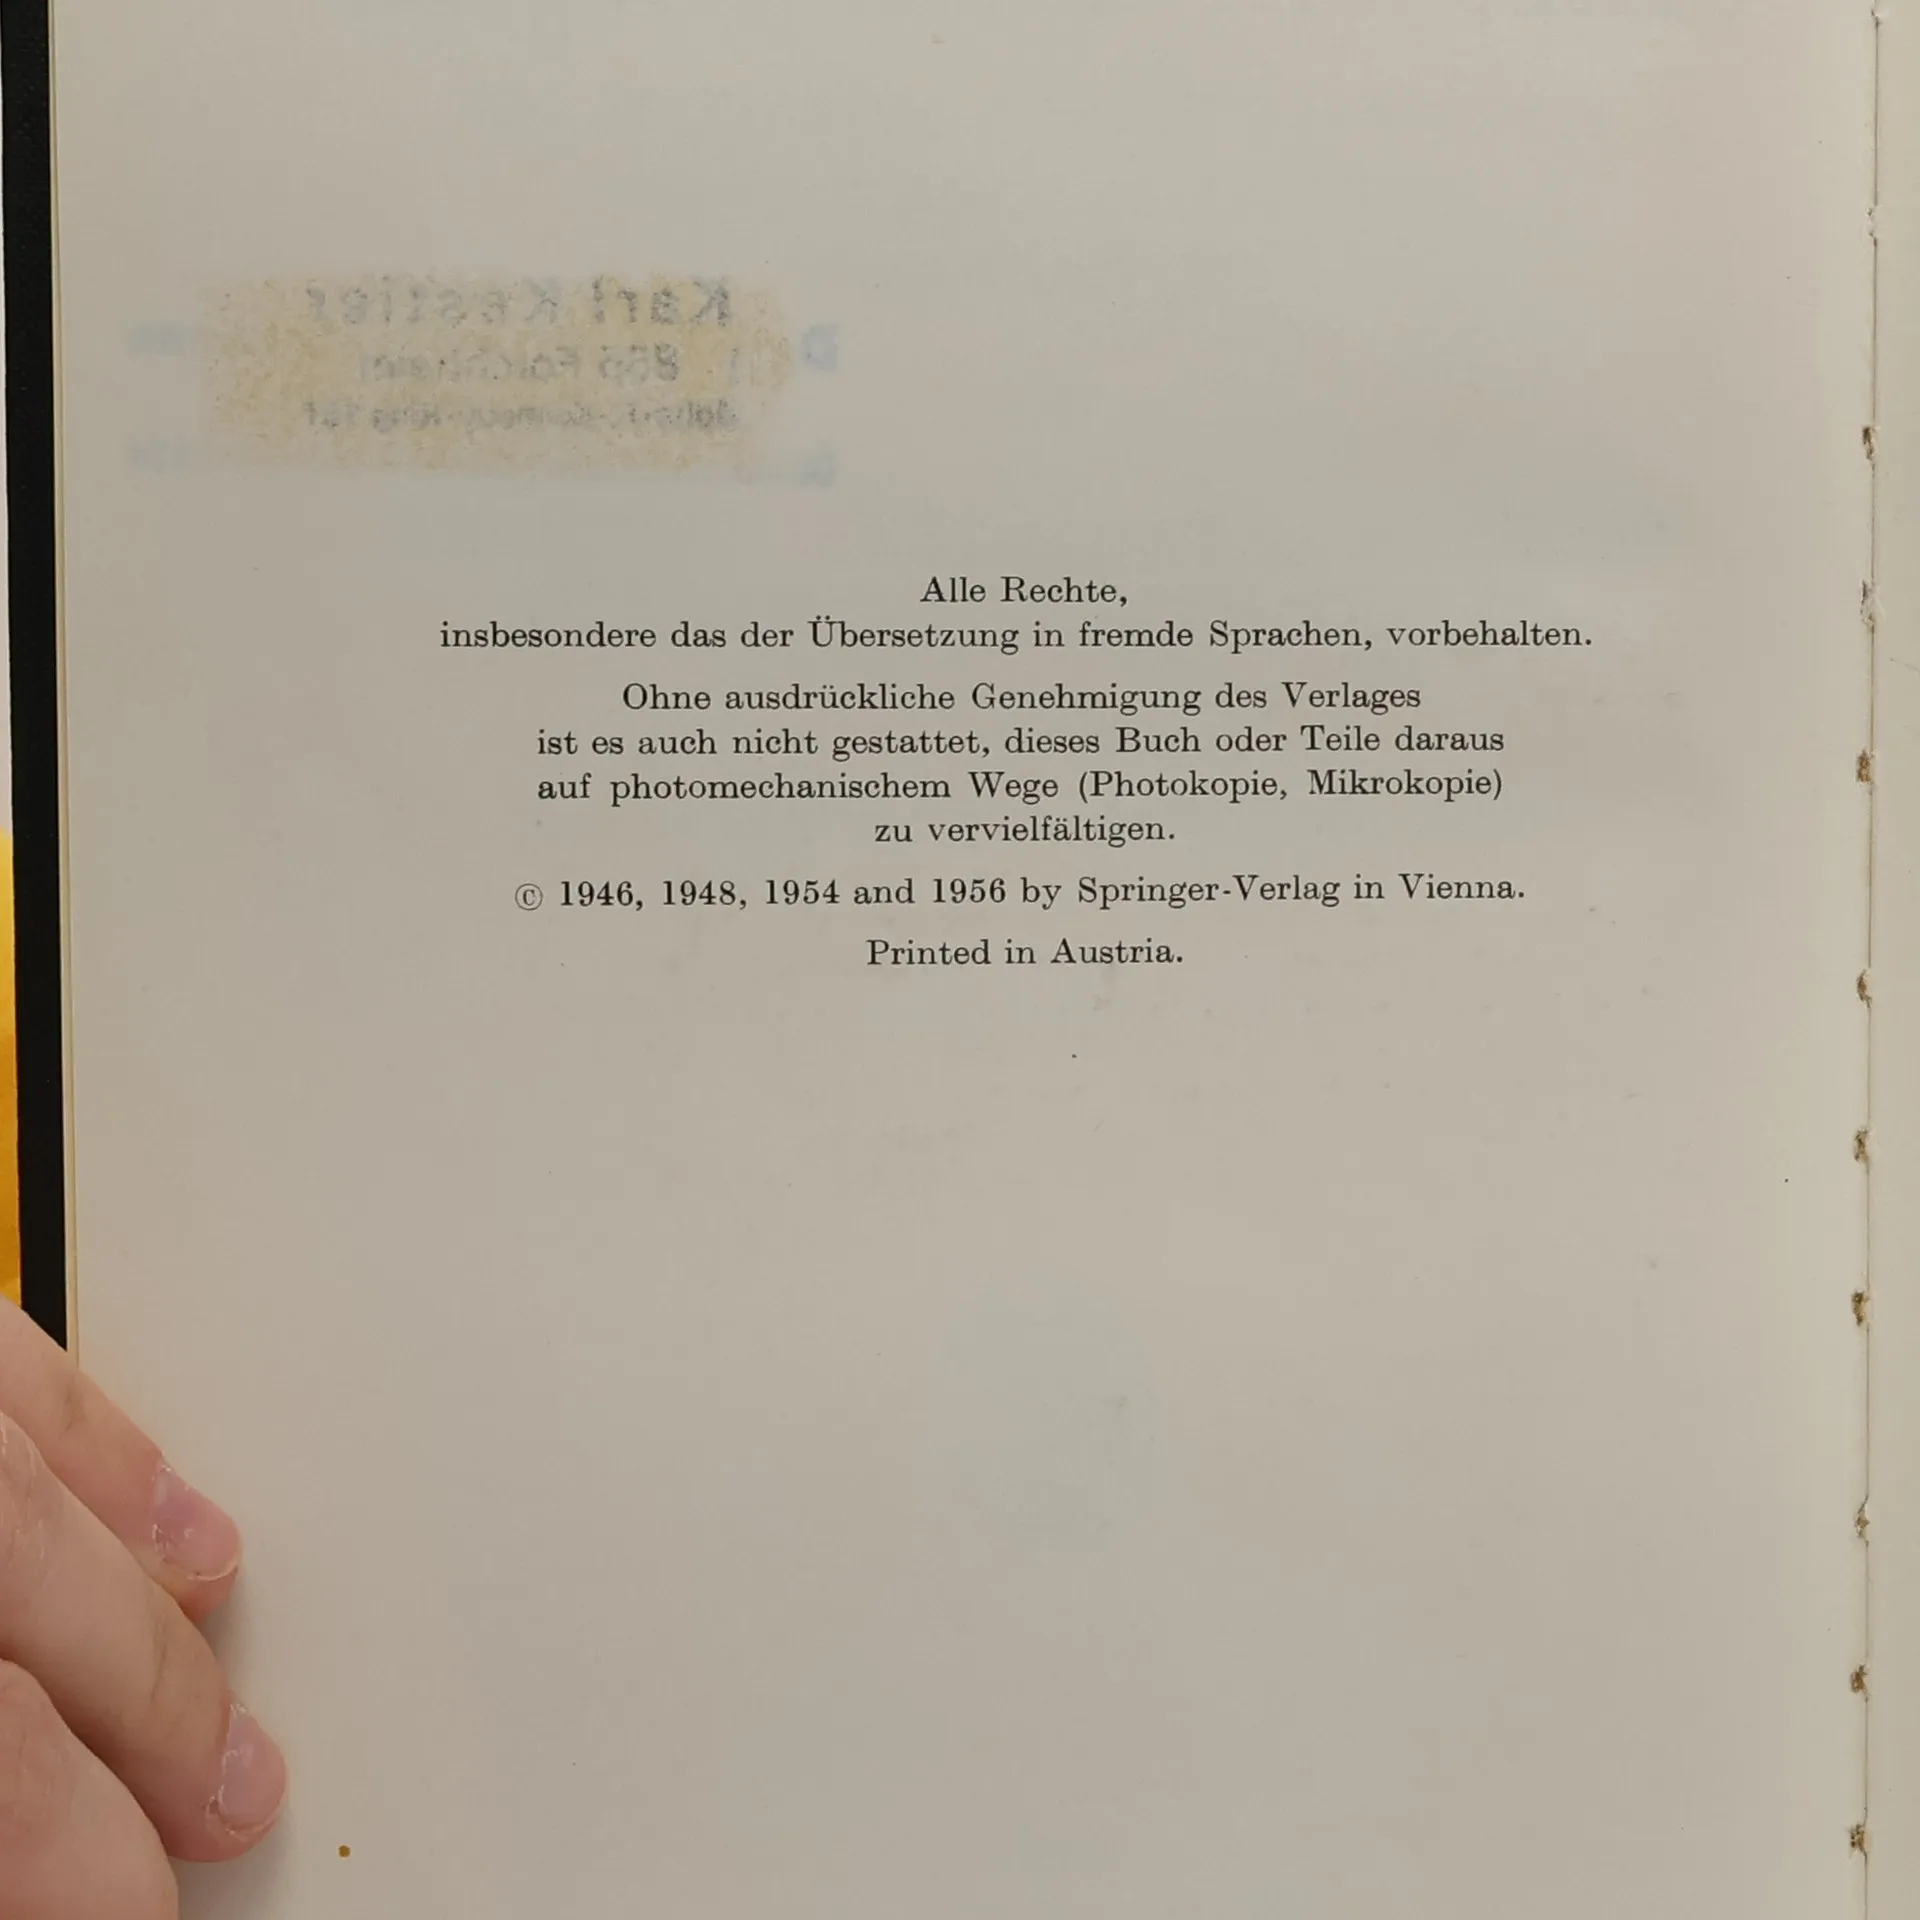 Alle Rechte,
insbesondere das der Übersetzung in fremde Sprachen, vorbehalten.
Ohne ausdrückliche Genehmigung des Verlages
ist es auch nicht gestattet, dieses Buch oder Teile daraus
auf photomechanischem Wege (Photokopie, Mikrokopie)
zu vervielfältigen.
© 1946, 1948, 1954 and 1956 by Springer-Verlag in Vienna.
Printed in Austria.